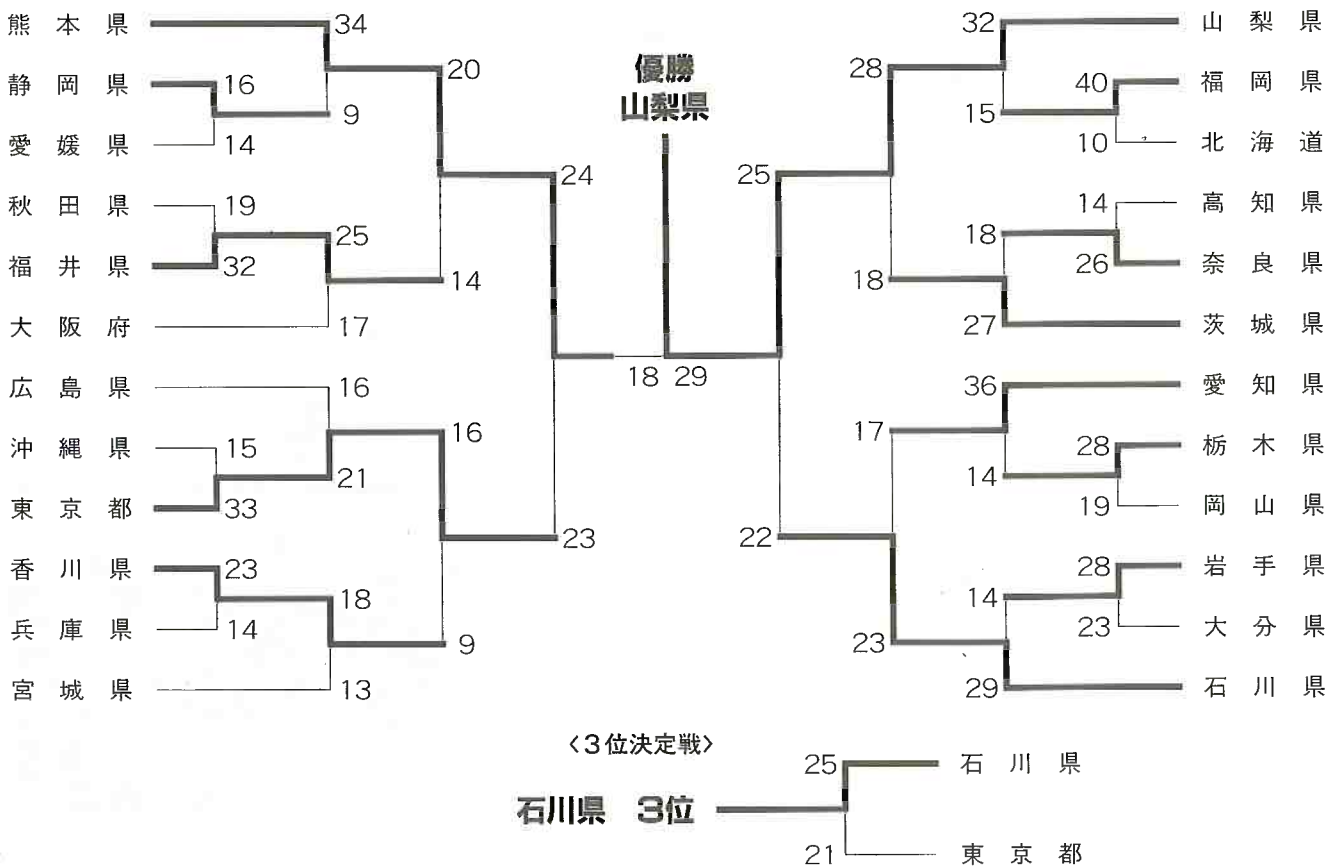 熊本県 34
20
静岡県 16
9
愛媛県 14
24
秋田県 19
25
福井県 32
14
大阪府 17
広島県 16
16
沖縄県 15
21
東京都 33
23
香川県 23
18
兵庫県 14
9
宮城県 13
優勝
山梨県
18 29
32 山梨県
28
40 福岡県
15
10 北海道
25
14 高知県
18
26 奈良県
18
27 茨城県
36 愛知県
17
28 栃木県
14
19 岡山県
22
28 岩手県
14
23 大分県
23
29 石川県
〈3位決定戦〉
25 石川県
石川県 3位
21 東京都